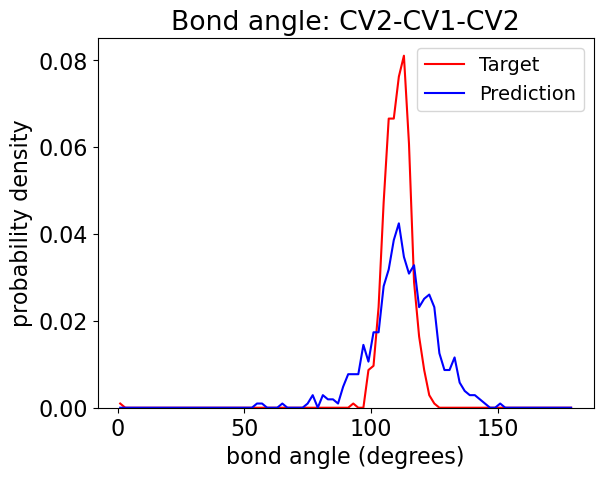 Bond angle: CV2-CV1-CV2
probability density
0.08
0.06
0.04
0.02
0.00
Target
Prediction
0
50
100
150
bond angle (degrees)